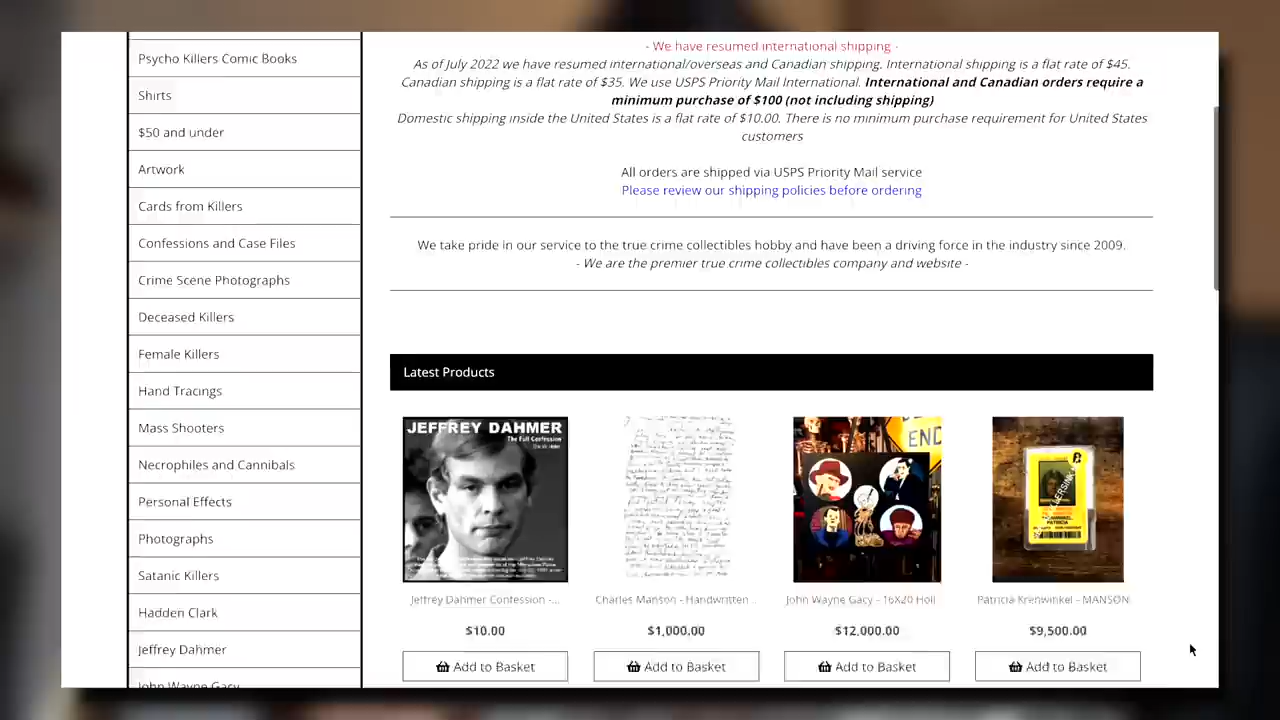 Psycho Killers Comic Books
Shirts
$50 and under
Artwork
Cards from Killers
Confessions and Case Files
Crime Scene Photographs
Deceased Killers
Female Killers
Hand Tracings
Mass Shooters
Necrophiles and Cannibals
Personal Effects
Photographs
Satanic Killers
Hadden Clark
Jeffrey Dahmer
John Wayne Gacy
- We have resumed international shipping -
As of July 2022 we have resumed international/overseas and Canadian shipping. International shipping is a flat rate of $45.
Canadian shipping is a flat rate of $35. We use USPS Priority Mail International. International and Canadian orders require a
minimum purchase of $100 (not including shipping)
Domestic shipping inside the United States is a flat rate of $10.00. There is no minimum purchase requirement for United States
customers
All orders are shipped via USPS Priority Mail service
Please review our shipping policies before ordering
We take pride in our service to the true crime collectibles hobby and have been a driving force in the industry since 2009.
- We are the premier true crime collectibles company and website -
Latest Products
JEFFREY DAHMER
The Full Confession
END
Jeffrey Dahmer Confession -...
Charles Manson - Handwritten ..
John Wayne Gacy - 16X20 Holl
Patricia Krenwinkel - MANSON
$10.00
$1,000.00
$12,000.00
$9,500.00
Add to Basket
Add to Basket
Add to Basket
Add to Basket